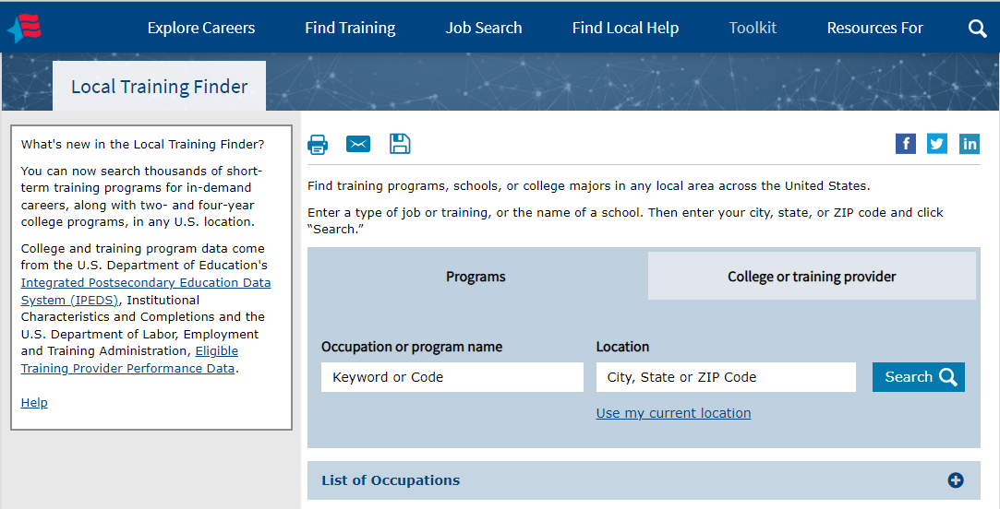 Explore Careers
Find Training
Job Search
Find Local Help
Toolkit
Resources For
Local Training Finder
What's new in the Local Training Finder?
You can now search thousands of short-
term training programs for in-demand
careers, along with two- and four-year
college programs, in any U.S. location.
College and training program data come
from the U.S. Department of Education's
Integrated Postsecondary Education Data
System (IPEDS), Institutional
Characteristics and Completions and the
U.S. Department of Labor, Employment
and Training Administration, Eligible
Training Provider Performance Data.
Help
f
in
Find training programs, schools, or college majors in any local area across the United States.
Enter a type of job or training, or the name of a school. Then enter your city, state, or ZIP code and click
“Search.”
Programs
College or training provider
Occupation or program name
Location
Keyword or Code
City, State or ZIP Code
Search
Use my current location
List of Occupations